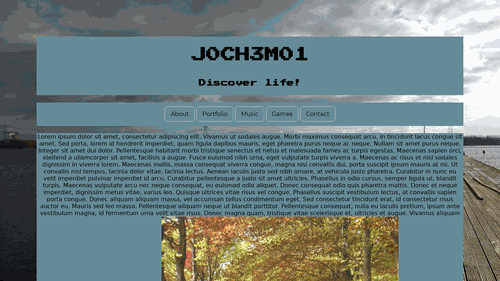 JOCH3MO1
Discover life!
About
Portfolio
Music
Games
Contact
Lorem ipsum dolor sit amet, consectetur adipiscing elit. Vivamus ut sodales augue. Morbi maximus consequat arcu, in tincidunt lacus congue sit
amet. Sed porta, lorem id hendrerit imperdiet, quam ligula dapibus mauris, eget pharetra purus neque ac neque. Nullam sit amet purus neque.
Integer sit amet dui dolor. Pellentesque habitant morbi tristique senectus et netus et malesuada fames ac turpis egestas. Maecenas sapien orci,
eleifend a ullamcorper sit amet, facilisis a augue. Fusce euismod nibh urna, eget vulputate turpis viverra a. Maecenas ac risus et nisl sodales
dignissim in viverra lorem. Maecenas mollis, massa consequat viverra congue, magna nisl convallis dui, porta suscipit ipsum mauris at mi. Ut
convallis nisl tempus, lacinia dolor vitae, lacinia lectus. Aenean iaculis justo sed nibh ornare, at vehicula justo pharetra. Curabitur in nunc eu
velit imperdiet pulvinar imperdiet id arcu. Curabitur pellentesque a justo sit amet ultricies. Phasellus in odio cursus, semper ligula ut, blandit
turpis. Maecenas vulputate arcu nec neque consequat, eu euismod odio aliquet. Donec consequat odio quis pharetra mattis. Donec et neque
imperdiet, dignissim metus vitae, varius leo. Quisque ultrices vitae risus vel congue. Phasellus suscipit vestibulum lectus, at convallis sapien
porta congue. Donec aliquam aliquam massa, vel accumsan tellus condimentum eget. Sed consectetur tincidunt erat, id consectetur risus
auctor eu. Mauris sed leo massa. Pellentesque aliquam neque ut blandit porttitor. Pellentesque consequat, nulla eu iaculis pretium, ipsum ante
vestibulum magna, id fermentum urna velit vitae risus. Donec magna quam, tristique vitae scelerisque et, ultricies et augue. Vivamus aliquam